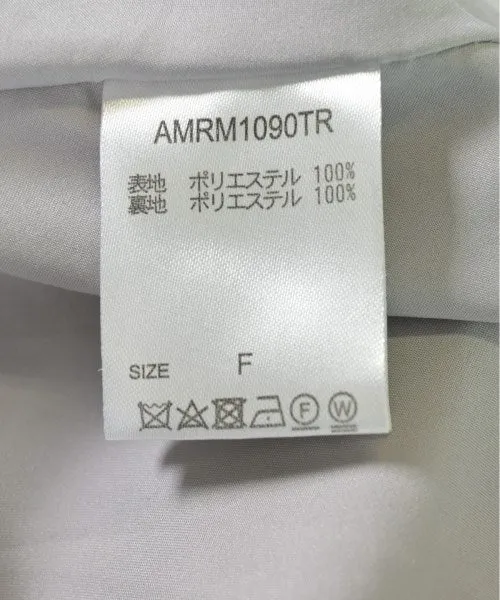 AMRM1090TR
表地 ポリエステル 100%
裏地 ポリエステル 100%
SIZE F
F W